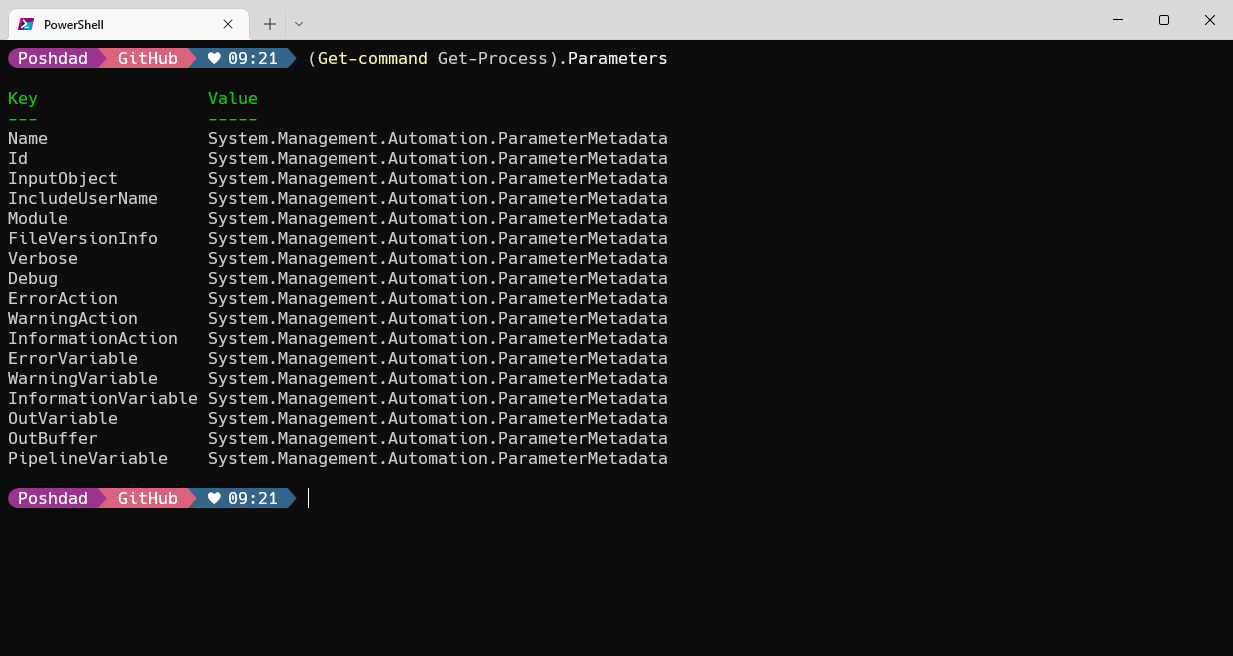 PowerShell
Poshdad GitHub ♥ 09:21 (Get-command Get-Process).Parameters
Key Value
--- -----
Name System.Management.Automation.ParameterMetadata
Id System.Management.Automation.ParameterMetadata
InputObject System.Management.Automation.ParameterMetadata
IncludeUserName System.Management.Automation.ParameterMetadata
Module System.Management.Automation.ParameterMetadata
FileVersionInfo System.Management.Automation.ParameterMetadata
Verbose System.Management.Automation.ParameterMetadata
Debug System.Management.Automation.ParameterMetadata
ErrorAction System.Management.Automation.ParameterMetadata
WarningAction System.Management.Automation.ParameterMetadata
InformationAction System.Management.Automation.ParameterMetadata
ErrorVariable System.Management.Automation.ParameterMetadata
WarningVariable System.Management.Automation.ParameterMetadata
InformationVariable System.Management.Automation.ParameterMetadata
OutVariable System.Management.Automation.ParameterMetadata
OutBuffer System.Management.Automation.ParameterMetadata
PipelineVariable System.Management.Automation.ParameterMetadata
Poshdad GitHub ♥ 09:21